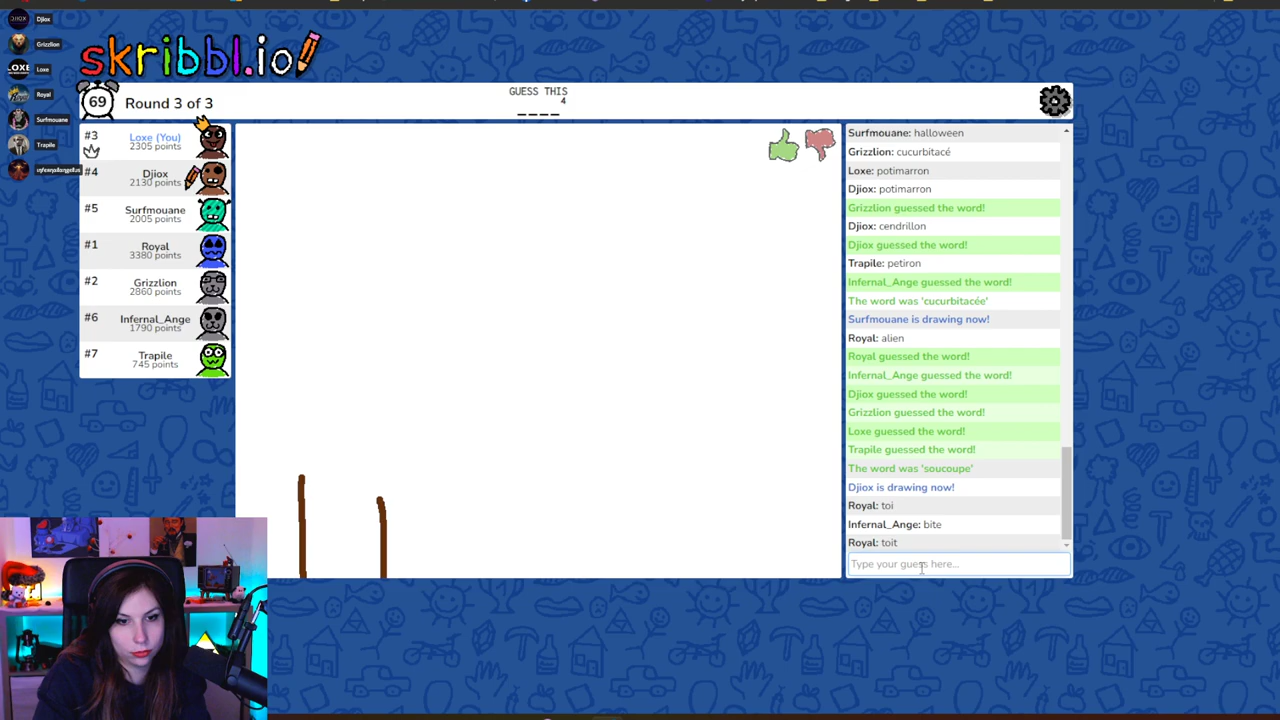 Djiox
Grizzlion
LOXE Loxe
Royal
Surfmouane
Trapile
skribbl.io
69 Round 3 of 3
GUESS THIS
4
____
#3 Loxe (You)
2305 points
#4 Djiox
2130 points
#5 Surfmouane
2005 points
#1 Royal
3380 points
#2 Grizzlion
2860 points
#6 Infernal_Ange
1790 points
#7 Trapile
745 points
Surfmouane: halloween
Grizzlion: cucurbitacé
Loxe: potimarron
Djiox: potimarron
Grizzlion guessed the word!
Djiox: cendrillon
Djiox guessed the word!
Trapile: petiron
Infernal_Ange guessed the word!
The word was 'cucurbitacée'
Surfmouane is drawing now!
Royal: alien
Royal guessed the word!
Infernal_Ange guessed the word!
Djiox guessed the word!
Grizzlion guessed the word!
Loxe guessed the word!
Trapile guessed the word!
The word was 'soucoupe'
Djiox is drawing now!
Royal: toi
Infernal_Ange: bite
Royal: toit
Type your guess here...